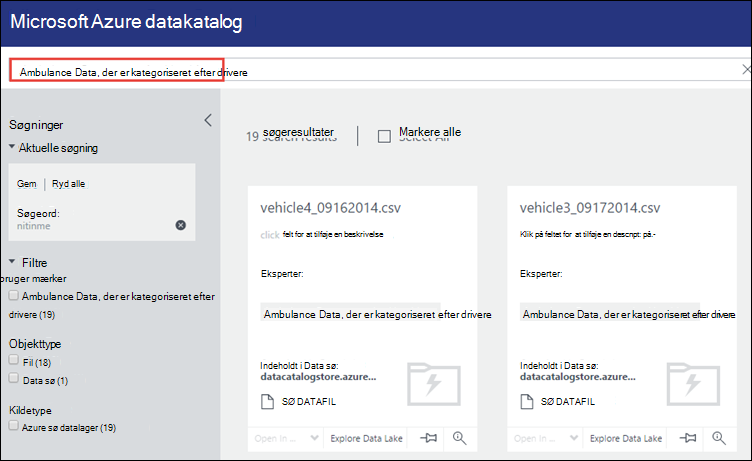 Microsoft Azure datakatalog
Ambulance Data, der er kategoriseret efter drivere
Søgninger
Aktuelle søgning
Gem | Ryd alle
Søgeord:
nitinme
Filtre
bruger mærker
Ambulance Data, der er kategoriseret efter
drivere (19)
Objekttype
Fil (18)
Data sø (1)
Kildetype
Azure sø datalager (19)
19 søgeresultater
Markere alle
vehicle4_09162014.csv
click felt for at tilføje en beskrivelse
Eksperter:
Ambulance Data, der er kategoriseret efter drivere
Indeholdt i Data sø:
datacatalogstore.azure...
SØ DATAFIL
Open In ...
Explore Data Lake
vehicle3_09172014.csv
Klik på feltet for at tilføje en descnpt: på.-
Eksperter:
Ambulance Data, der er kategoriseret efter drivere
Indeholdt i Data sø:
datacatalogstore.azure...
SØ DATAFIL
Open In ...
Explore Data Lake